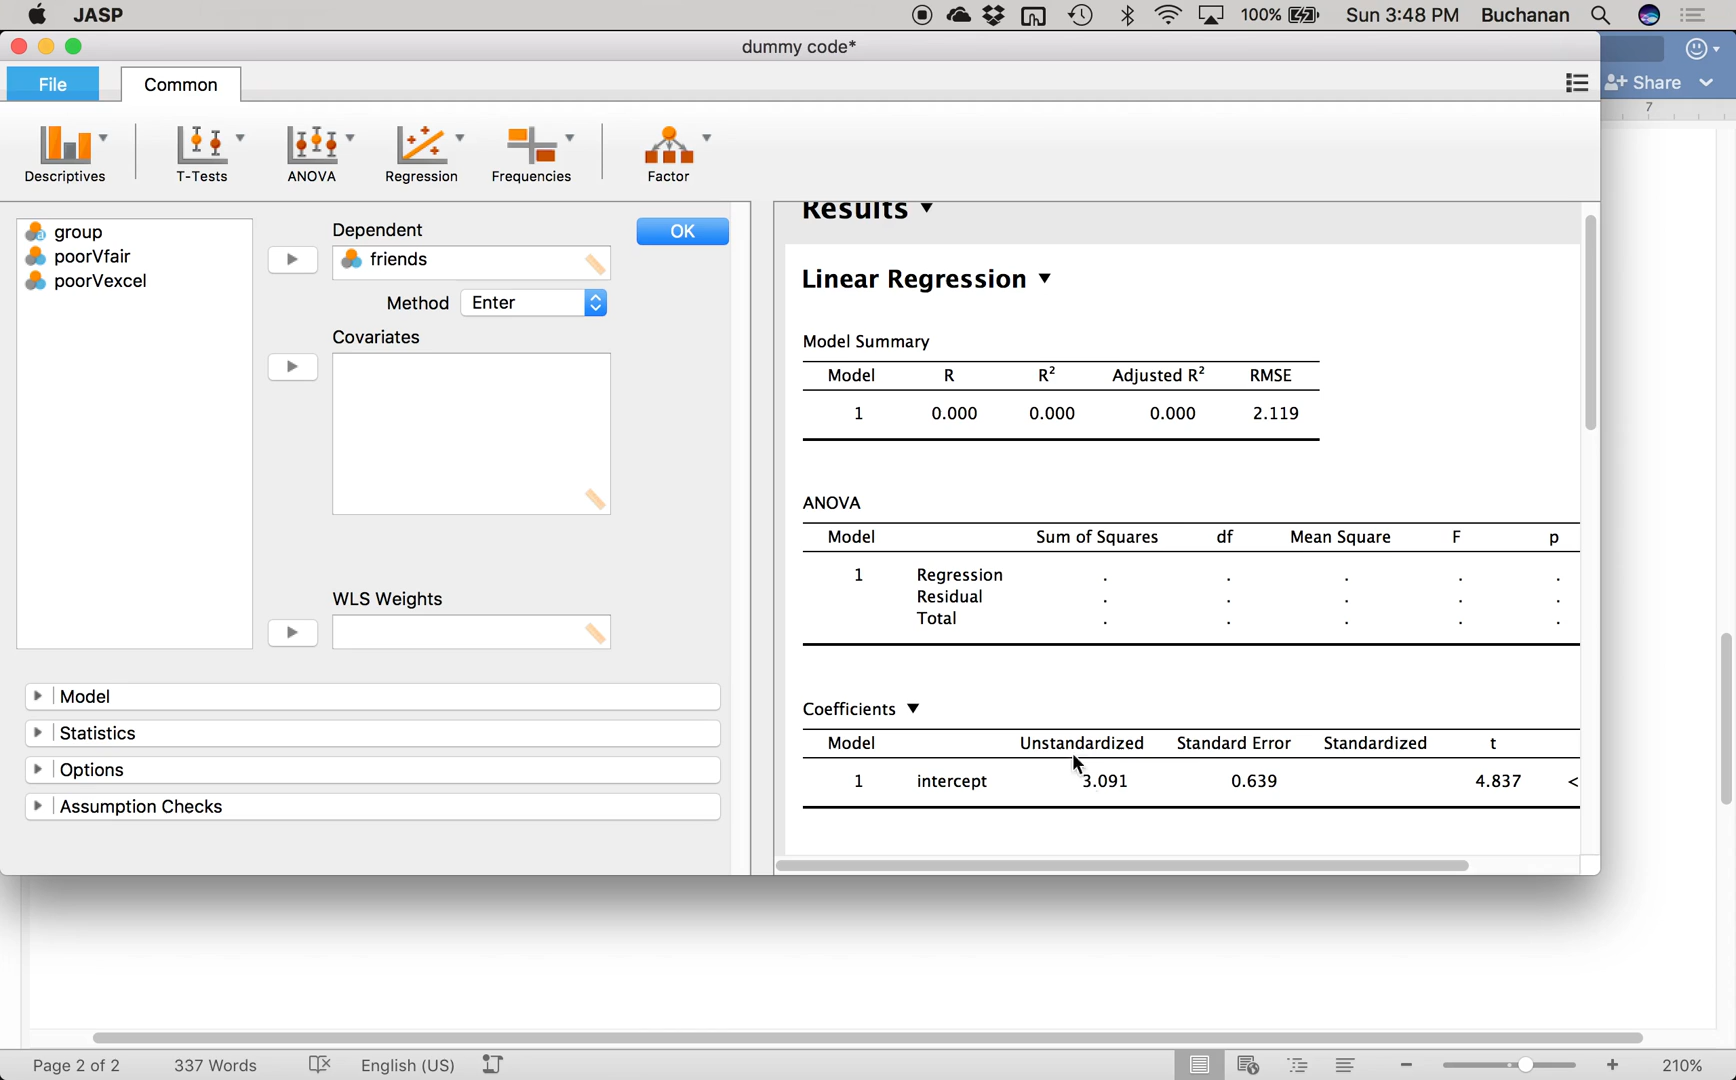 JASP
100%
Sun 3:48 PM
Buchanan
dummy code*
File
Common
Share
7
Descriptives
T-Tests
ANOVA
Regression
Frequencies
Factor
group
poorVfair
poorVexcel
Dependent
friends
OK
Method Enter
Covariates
WLS Weights
Model
Statistics
Options
Assumption Checks
Results
Linear Regression
Model Summary
Model R R² Adjusted R² RMSE
1 0.000 0.000 0.000 2.119
ANOVA
Model Sum of Squares df Mean Square F p
1 Regression . . . . .
Residual . . . . .
Total . . . . .
Coefficients
Model Unstandardized Standard Error Standardized t
1 intercept 3.091 0.639 4.837 <
Page 2 of 2
337 Words
English (US)
210%